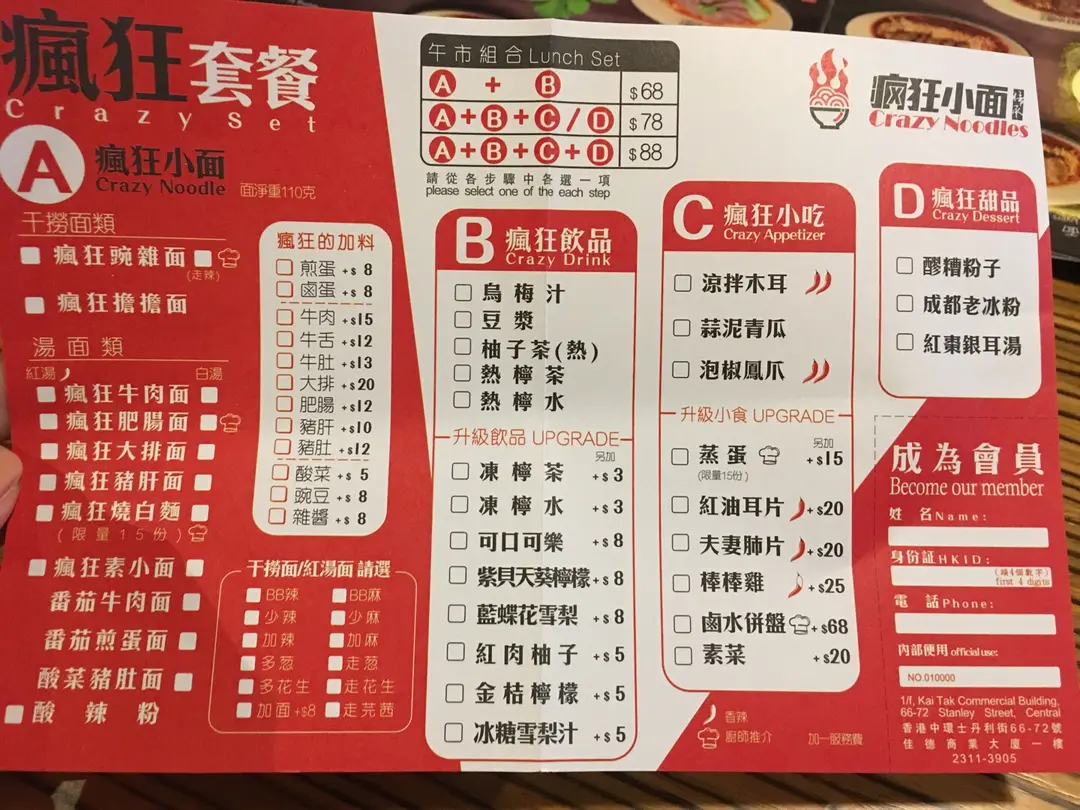 瘋狂套餐
Crazy Set
A 瘋狂小面
Crazy Noodle 面淨重110克
干撈面類
瘋狂豌雜面
(走辣)
瘋狂擔擔面
湯面類
紅湯 白湯
瘋狂牛肉面
瘋狂肥腸面
瘋狂大排面
瘋狂豬肝面
瘋狂燒白麵
(限量15份)
瘋狂素小面
番茄牛肉面
番茄煎蛋面
酸菜豬肚面
酸辣粉
瘋狂的加料
煎蛋 +$ 8
鹵蛋 +$ 8
牛肉 +$15
牛舌 +$12
牛肚 +$13
大排 +$20
肥腸 +$12
豬肝 +$10
豬肚 +$12
酸菜 +$ 5
豌豆 +$ 8
雜醬 +$ 8
干撈面/紅湯面 請選
BB辣 BB麻
少辣 少麻
加辣 加麻
多葱 走葱
多花生 走花生
加面+$8 走芫茜
午市組合 Lunch Set
A + B $68
A+B+C/D $78
A+B+C+D $88
請從各步驟中各選一項
please select one of the each step
B 瘋狂飲品
Crazy Drink
烏梅汁
豆漿
柚子茶(熱)
熱檸茶
熱檸水
升級飲品 UPGRADE
另加
凍檸茶 +$ 3
凍檸水 +$ 3
可口可樂 +$ 8
紫貝天葵檸檬 +$ 8
藍蝶花雪梨 +$ 8
紅肉柚子 +$ 5
金桔檸檬 +$ 5
冰糖雪梨汁 +$ 5
C 瘋狂小吃
Crazy Appetizer
涼拌木耳
蒜泥青瓜
泡椒鳳爪
升級小食 UPGRADE
另加
蒸蛋 +$15
(限量15份)
紅油耳片 +$20
夫妻肺片 +$20
棒棒雞 +$25
鹵水併盤 +$68
素菜 +$20
香辣
廚師推介 加一服務費
疯狂小面
Crazy Noodles
D 瘋狂甜品
Crazy Dessert
醪糟粉子
成都老冰粉
紅棗銀耳湯
成為會員
Become our member
姓 名 Name:
身份証 HKID:
(頭4個數字)
first 4 digits
電 話 Phone:
內部使用 official use:
NO.010000
1/f, Kai Tak Commercial Building,
66-72 Stanley Street, Central
香港中環士丹利街66-72號
佳德商業大廈一樓
2311-3905